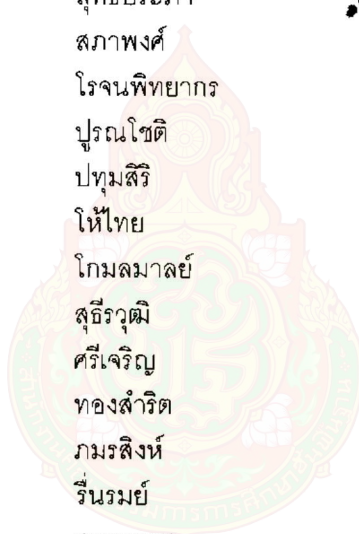 สภาพงศ์
โรจนพิทยากร
ปูรณโชติ
ปทุมสิริ
โห้ไทย
โกมลมาลย์
สุธีรวุฒิ
ศรีเจริญ
ทองสำริต
ภมรสิงห์
รื่นรมย์